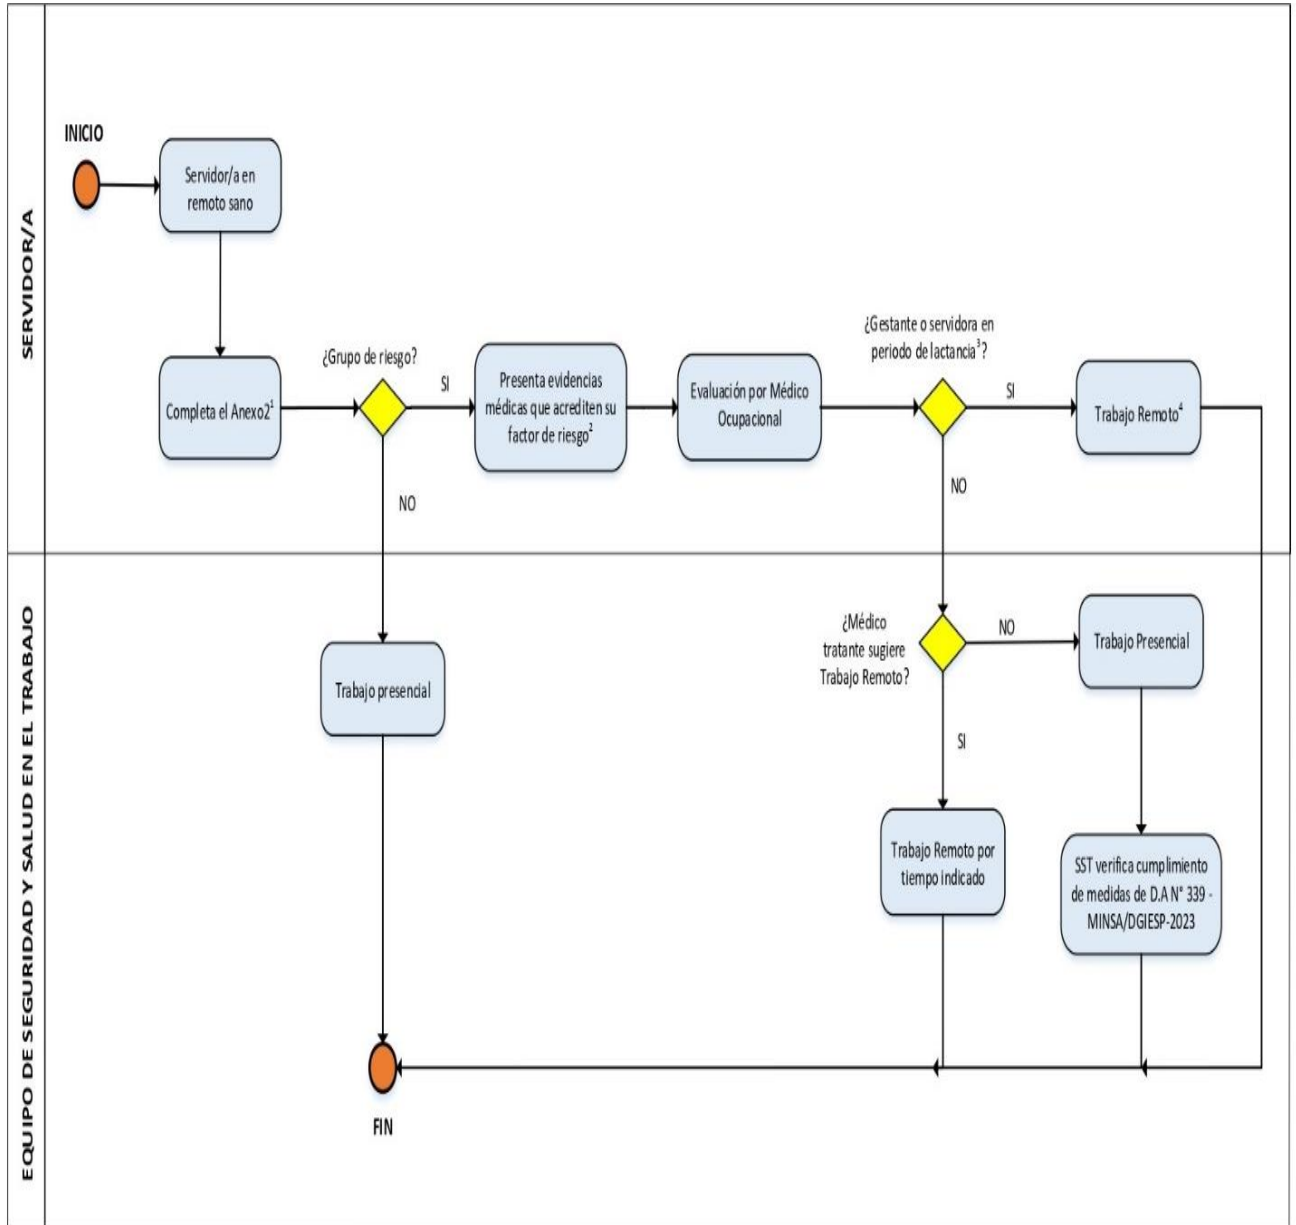 SERVIDOR/A
INICIO
Servidor/a en
remoto sano
Completa el Anexo2¹
¿Grupo de riesgo?
SI
NO
Presenta evidencias
médicas que acrediten su
factor de riesgo²
Evaluación por Médico
Ocupacional
¿Gestante o servidora en
periodo de lactancia³?
SI
NO
Trabajo Remoto⁴
EQUIPO DE SEGURIDAD Y SALUD EN EL TRABAJO
Trabajo presencial
¿Médico
tratante sugiere
Trabajo Remoto?
NO
SI
Trabajo Presencial
Trabajo Remoto por
tiempo indicado
SST verifica cumplimiento
de medidas de D.A N° 339 -
MINSA/DGIESP-2023
FIN